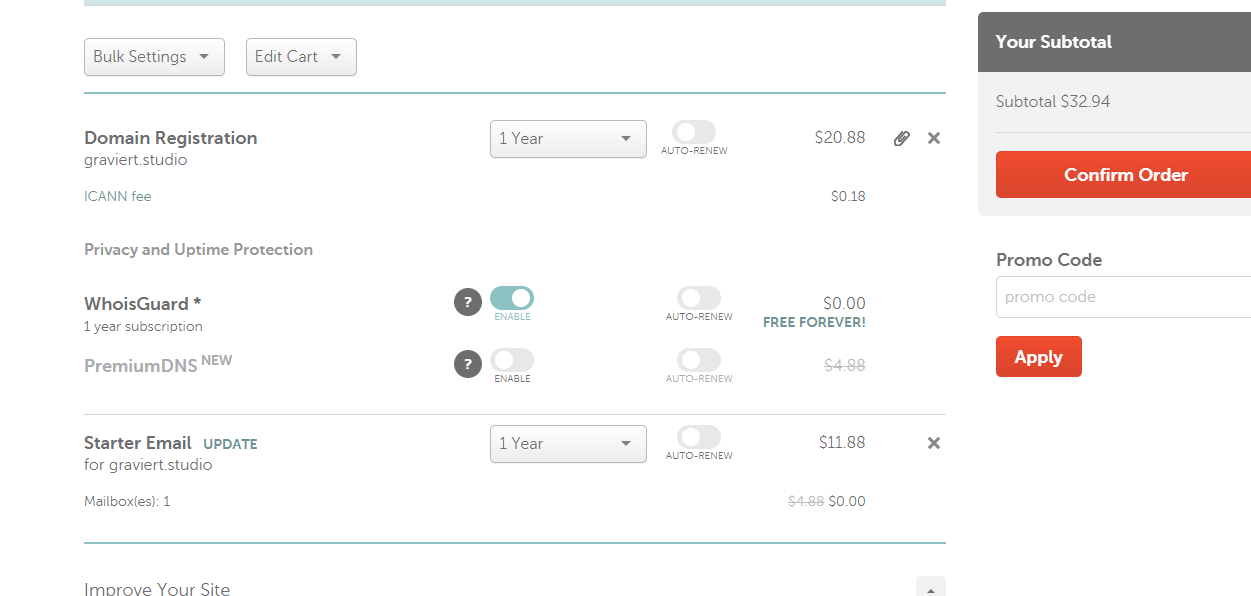 Bulk Settings
Edit Cart
Your Subtotal
Subtotal $32.94
Confirm Order
Promo Code
promo code
Apply
Domain Registration
graviert.studio
1 Year
AUTO-RENEW
$20.88
ICANN fee
$0.18
Privacy and Uptime Protection
WhoisGuard *
1 year subscription
?
ENABLE
AUTO-RENEW
$0.00
FREE FOREVER!
PremiumDNS NEW
?
ENABLE
AUTO-RENEW
$4.88
Starter Email UPDATE
for graviert.studio
1 Year
AUTO-RENEW
$11.88
Mailbox(es): 1
$4.88 $0.00
Improve Your Site